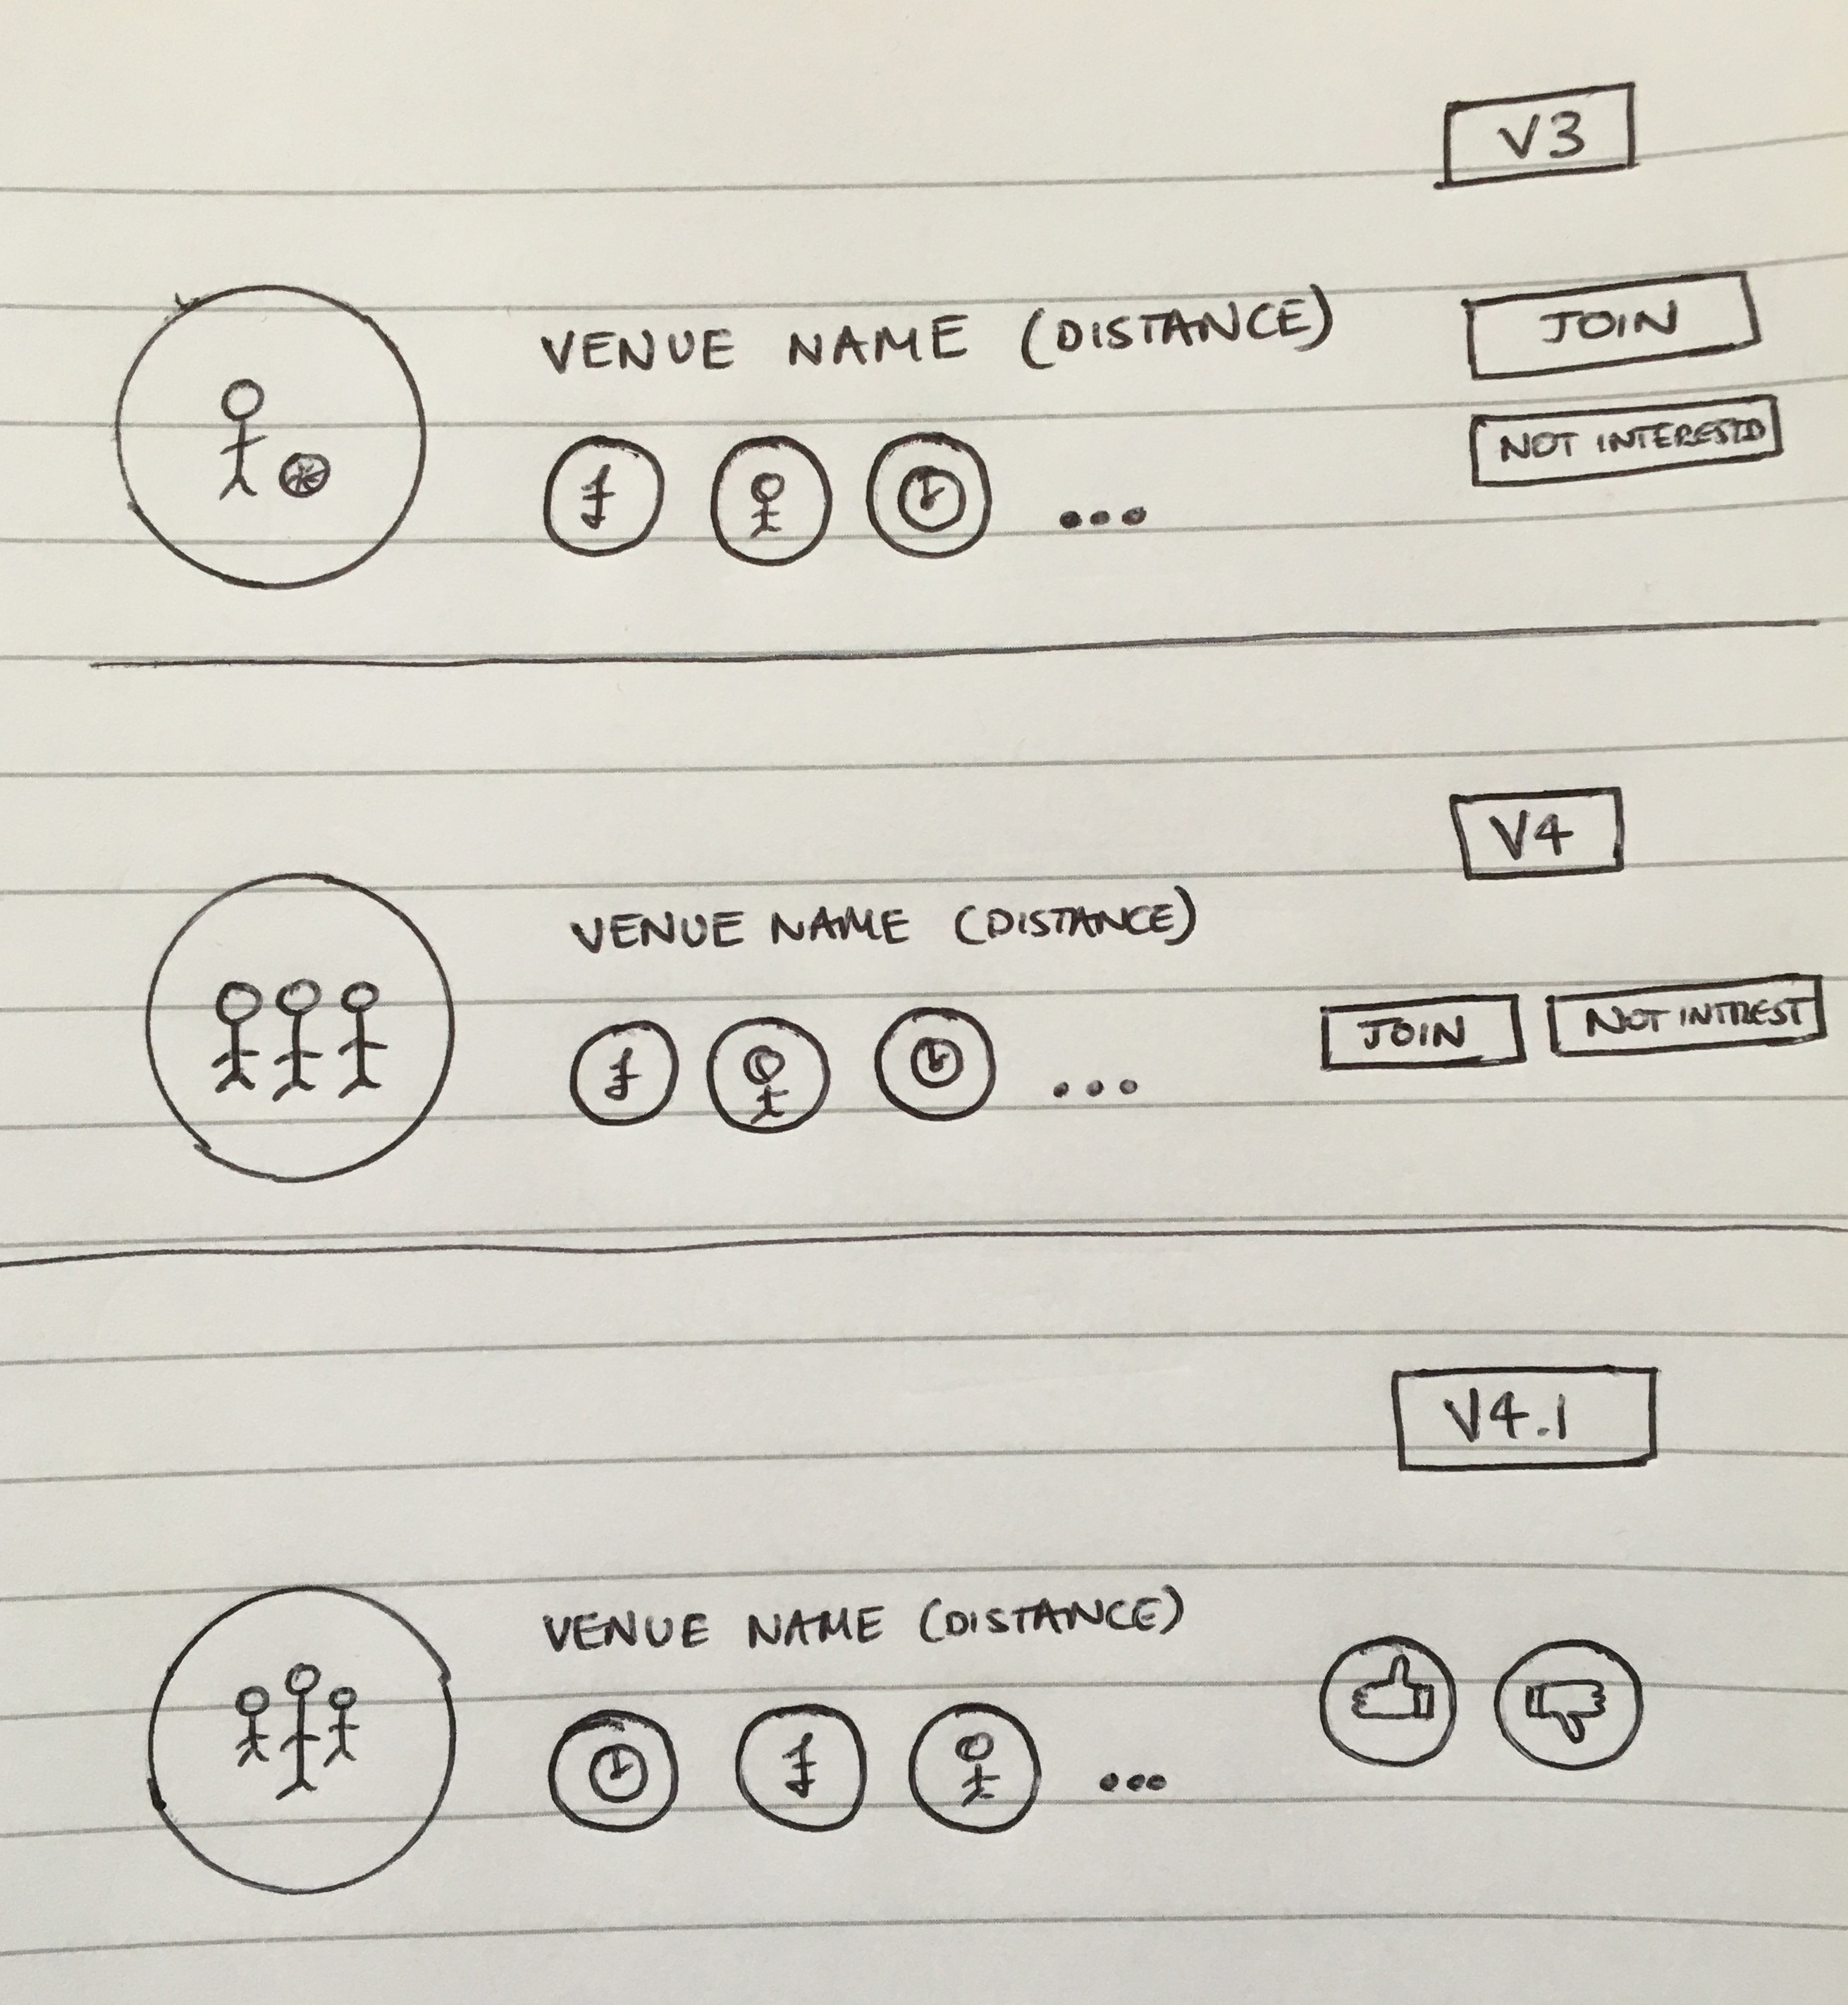 V3
VENUE NAME (DISTANCE)
JOIN
NOT INTERESTD
V4
VENUE NAME (DISTANCE)
JOIN
NOT INTREST
V4.1
VENUE NAME (DISTANCE)